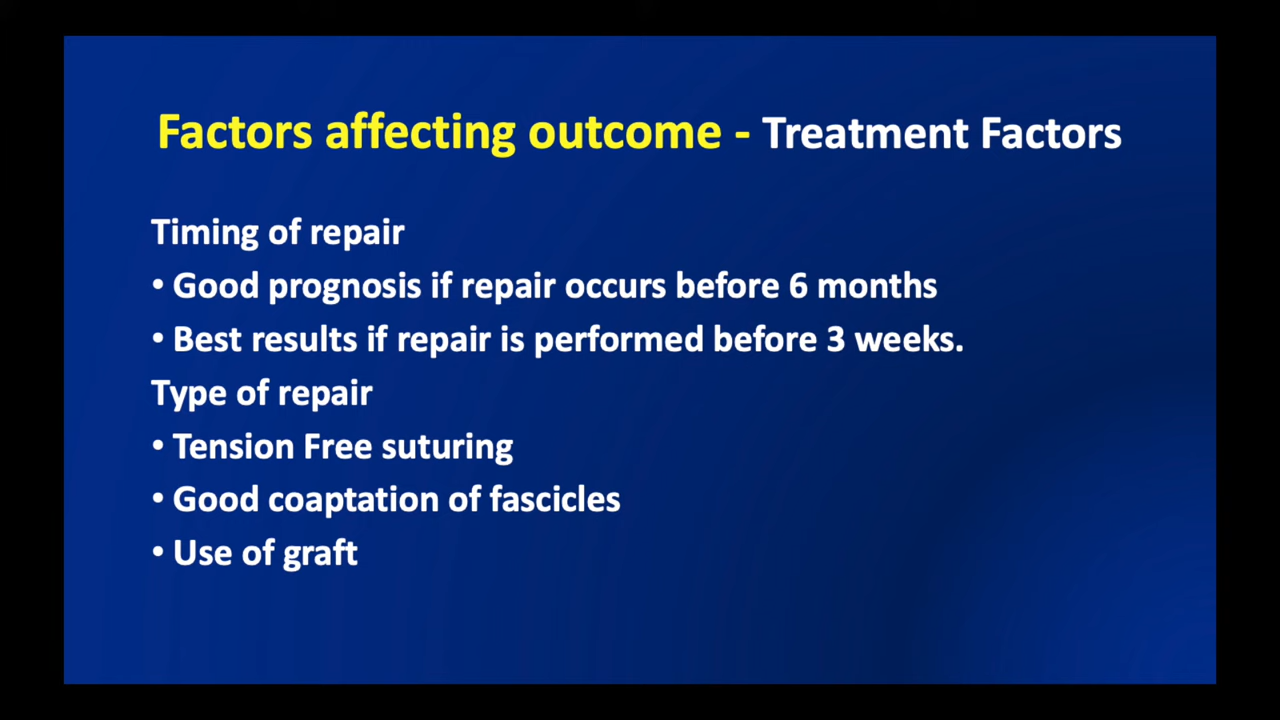 Factors affecting outcome - Treatment Factors
Timing of repair
• Good prognosis if repair occurs before 6 months
• Best results if repair is performed before 3 weeks.
Type of repair
• Tension Free suturing
• Good coaptation of fascicles
• Use of graft